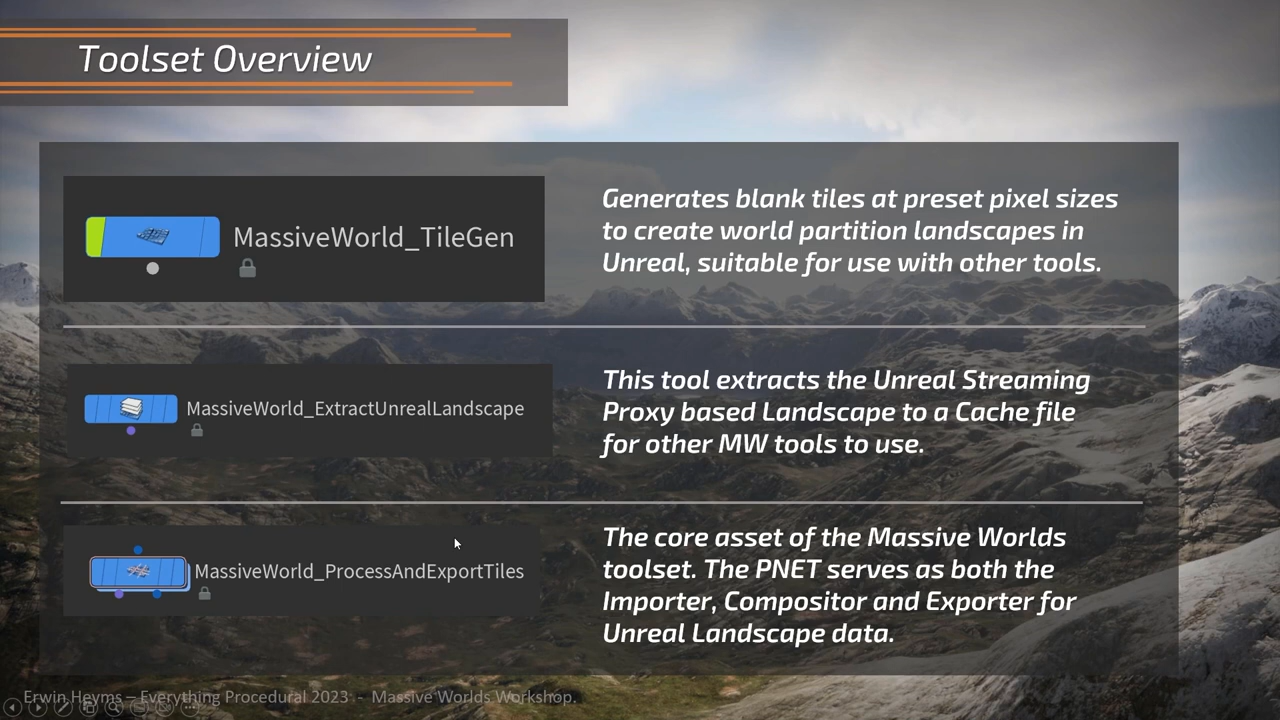 Toolset Overview
MassiveWorld_TileGen
Generates blank tiles at preset pixel sizes
to create world partition landscapes in
Unreal, suitable for use with other tools.
MassiveWorld_ExtractUnrealLandscape
This tool extracts the Unreal Streaming
Proxy based Landscape to a Cache file
for other MW tools to use.
MassiveWorld_ProcessAndExportTiles
The core asset of the Massive Worlds
toolset. The PNET serves as both the
Importer, Compositor and Exporter for
Unreal Landscape data.
Erwin Heyms – Everything Procedural 2023 - Massive Worlds Workshop.